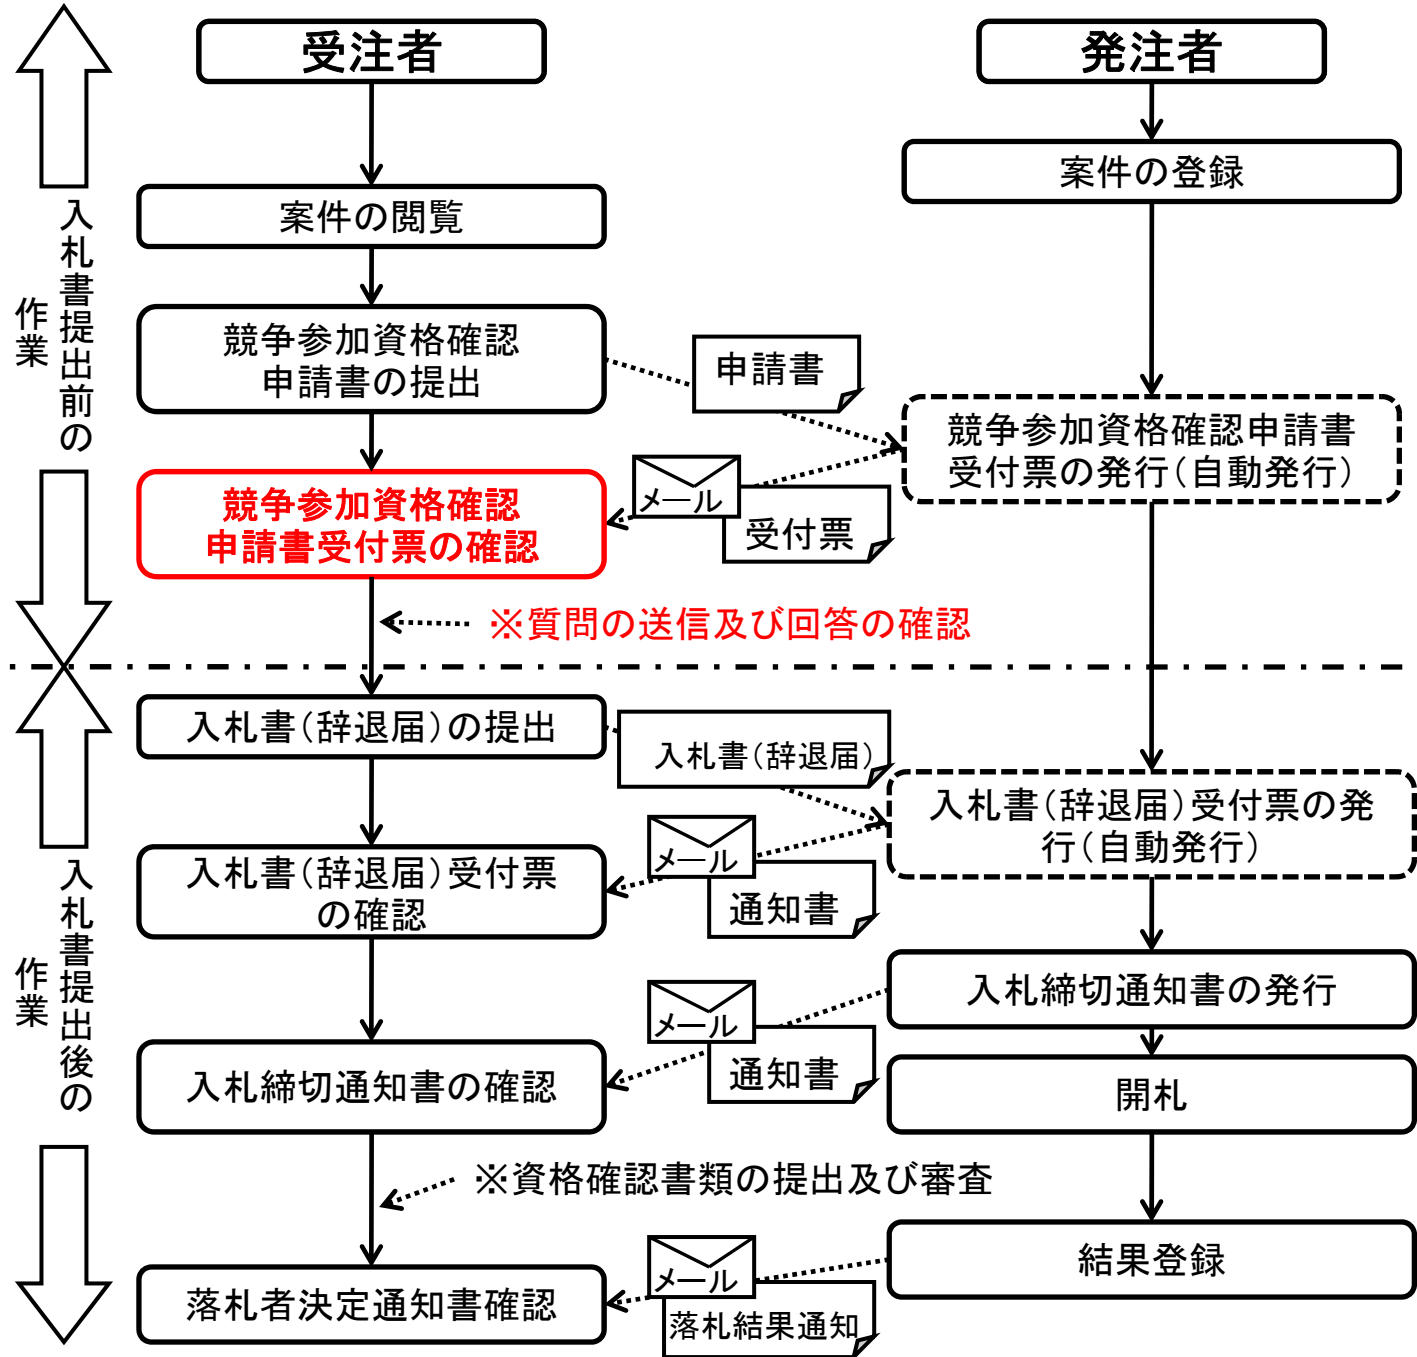 受注者
発注者
案件の登録
案件の閲覧
入札書提出前の
作業
競争参加資格確認
申請書の提出
申請書
競争参加資格確認申請書
受付票の発行(自動発行)
メール
受付票
競争参加資格確認
申請書受付票の確認
※質問の送信及び回答の確認
入札書(辞退届)の提出
入札書(辞退届)
入札書(辞退届)受付票の発
行(自動発行)
メール
通知書
入札書(辞退届)受付票
の確認
入札書提出後の
作業
入札締切通知書の発行
メール
通知書
入札締切通知書の確認
開札
※資格確認書類の提出及び審査
結果登録
メール
落札結果通知
落札者決定通知書確認